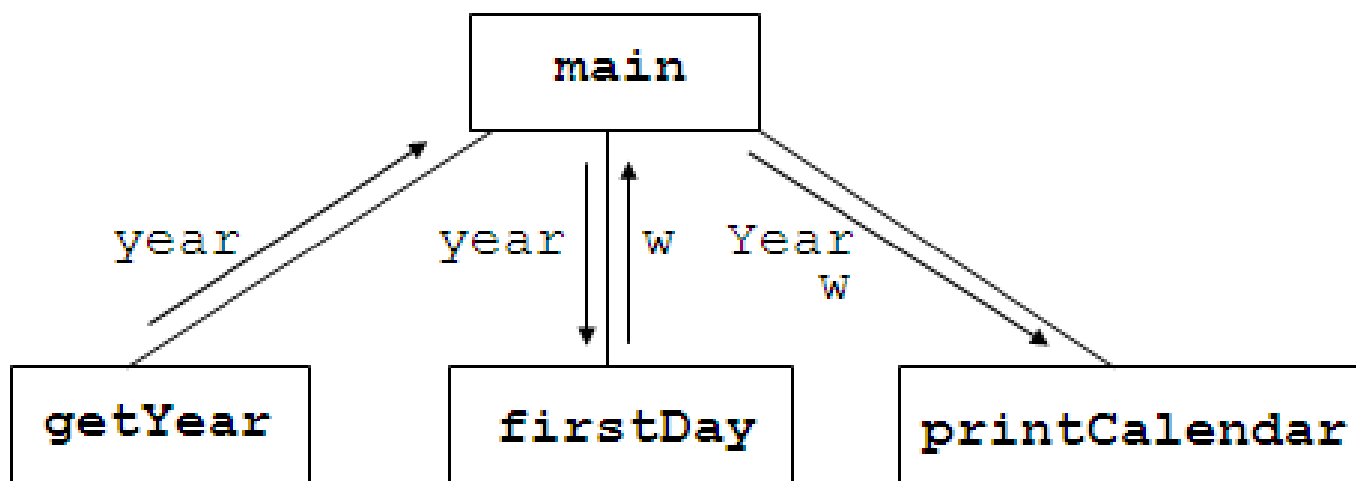 main
year
year
w
Year
w
getYear
firstDay
printCalendar